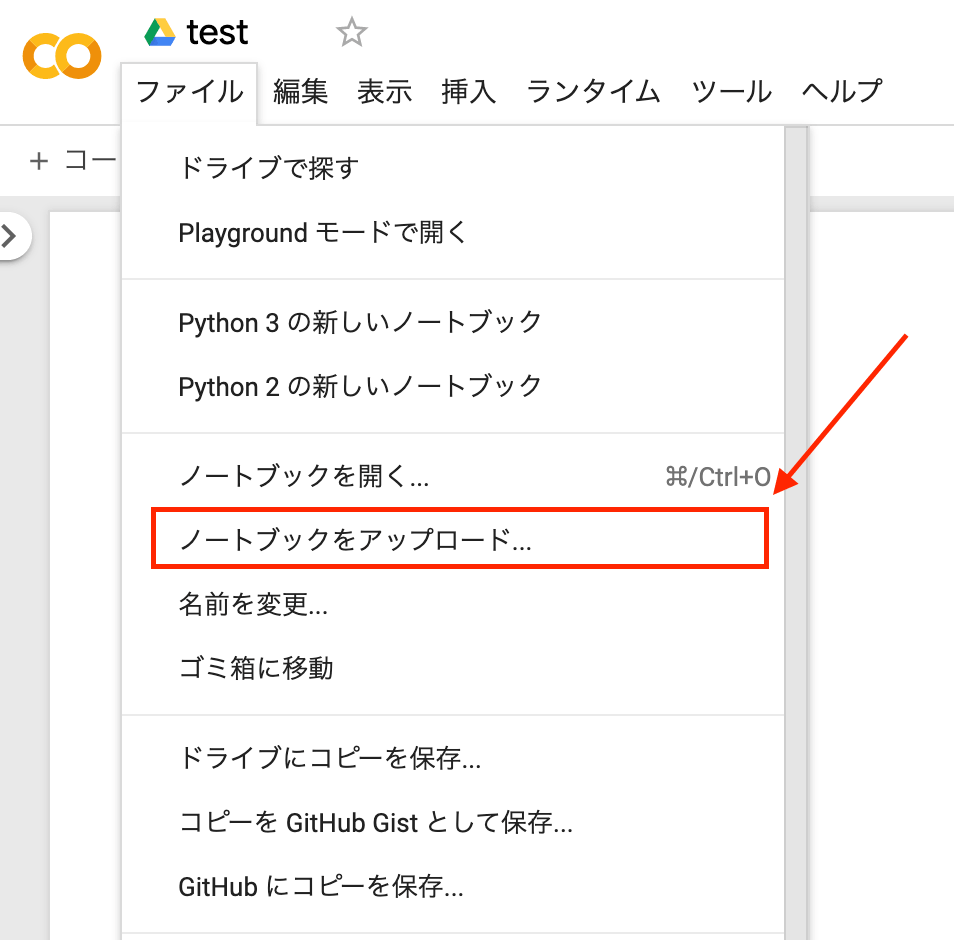 test
ファイル 編集 表示 挿入 ランタイム ツール ヘルプ
+ コー
ドライブで探す
Playground モードで開く
Python 3 の新しいノートブック
Python 2 の新しいノートブック
ノートブックを開く... ⌘/Ctrl+O
ノートブックをアップロード...
名前を変更...
ゴミ箱に移動
ドライブにコピーを保存...
コピーを GitHub Gist として保存...
GitHub にコピーを保存...